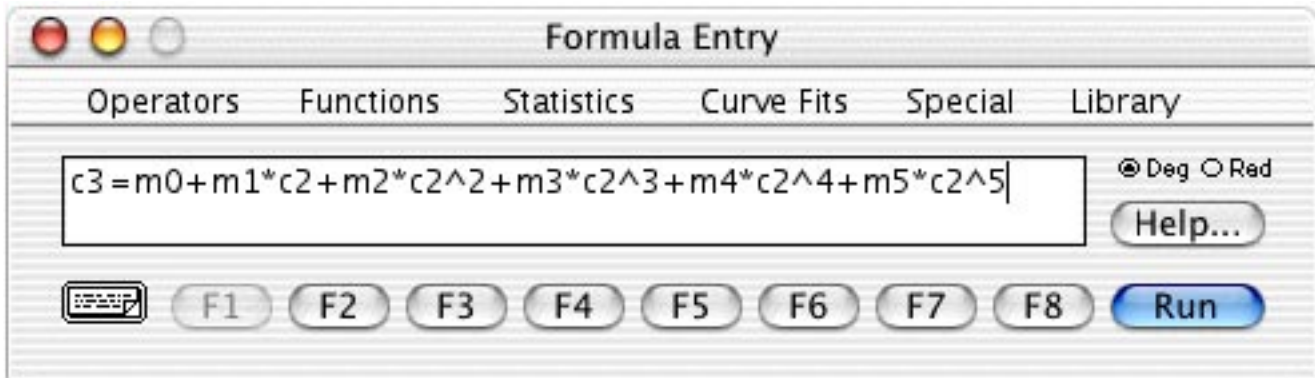 Formula Entry
Operators Functions Statistics Curve Fits Special Library
c3=m0+m1*c2+m2*c2^2+m3*c2^3+m4*c2^4+m5*c2^5
Deg Rad
Help...
F1 F2 F3 F4 F5 F6 F7 F8 Run